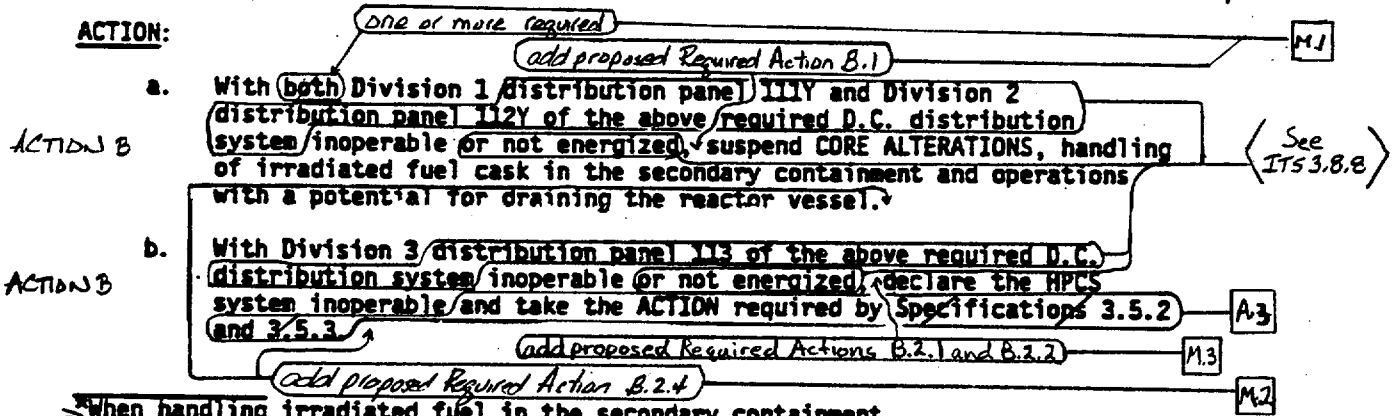 one or more required
ACTION:
M.1
add proposed Required Action B.1
a. With both Division 1 distribution panel 111Y and Division 2
distribution panel 112Y of the above required D.C. distribution
ACTION B
system inoperable or not energized, suspend CORE ALTERATIONS, handling
See
ITS 3.8.8
of irradiated fuel cask in the secondary containment and operations
with a potential for draining the reactor vessel.
b. With Division 3 distribution panel 113 of the above required D.C.
ACTION B
distribution system inoperable or not energized, declare the HPCS
system inoperable and take the ACTION required by Specifications 3.5.2
A.3
and 3.5.3.
add proposed Required Actions B.2.1 and B.2.2
M.3
add proposed Required Action B.2.4
M.2
*When handling irradiated fuel in the secondary containment